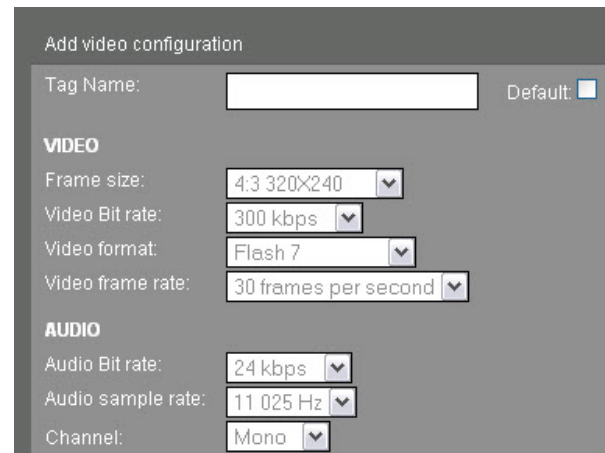 Add video configuration
Tag Name: Default:
VIDEO
Frame size: 4:3 320X240
Video Bit rate: 300 kbps
Video format: Flash 7
Video frame rate: 30 frames per second
AUDIO
Audio Bit rate: 24 kbps
Audio sample rate: 11 025 Hz
Channel: Mono